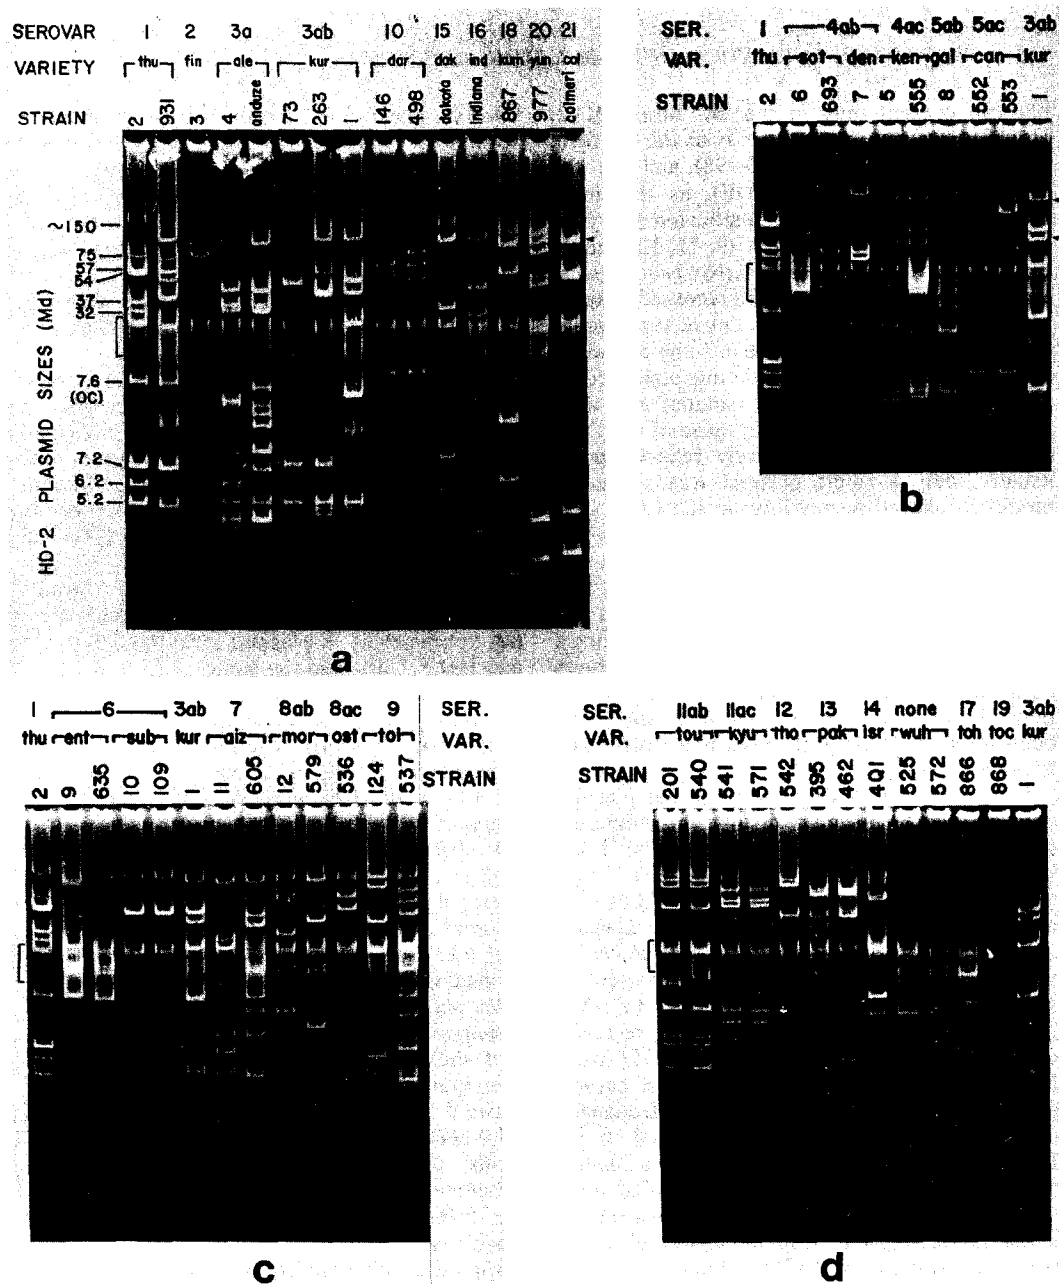 SEROVAR 1 2 3a 3ab 10 15 16 18 20 21
VARIETY thu fin ale kur dar dak ind kum yun col
STRAIN 2 931 3 4 anduze 73 263 1 146 498 dakota indiana 867 977 colmeri
HD-2 PLASMID SIZES (Md)
~150
75
57
54
37
32
7.6
(OC)
7.2
6.2
5.2
a
SER. 1 4ab 4ac 5ab 5ac 3ab
VAR. thu sot den ken gal can kur
STRAIN 2 6 693 7 5 555 8 552 553 1
b
1 6 3ab 7 8ab 8ac 9 SER.
thu ent sub kur aiz mor ost tol VAR.
2 9 635 10 109 1 11 605 12 579 536 124 537 STRAIN
c
SER. 11ab 11ac 12 13 14 none 17 19 3ab
VAR. tou kyu tho pak isr wuh toh toc kur
STRAIN 201 540 541 571 542 395 462 401 525 572 866 868 1
d